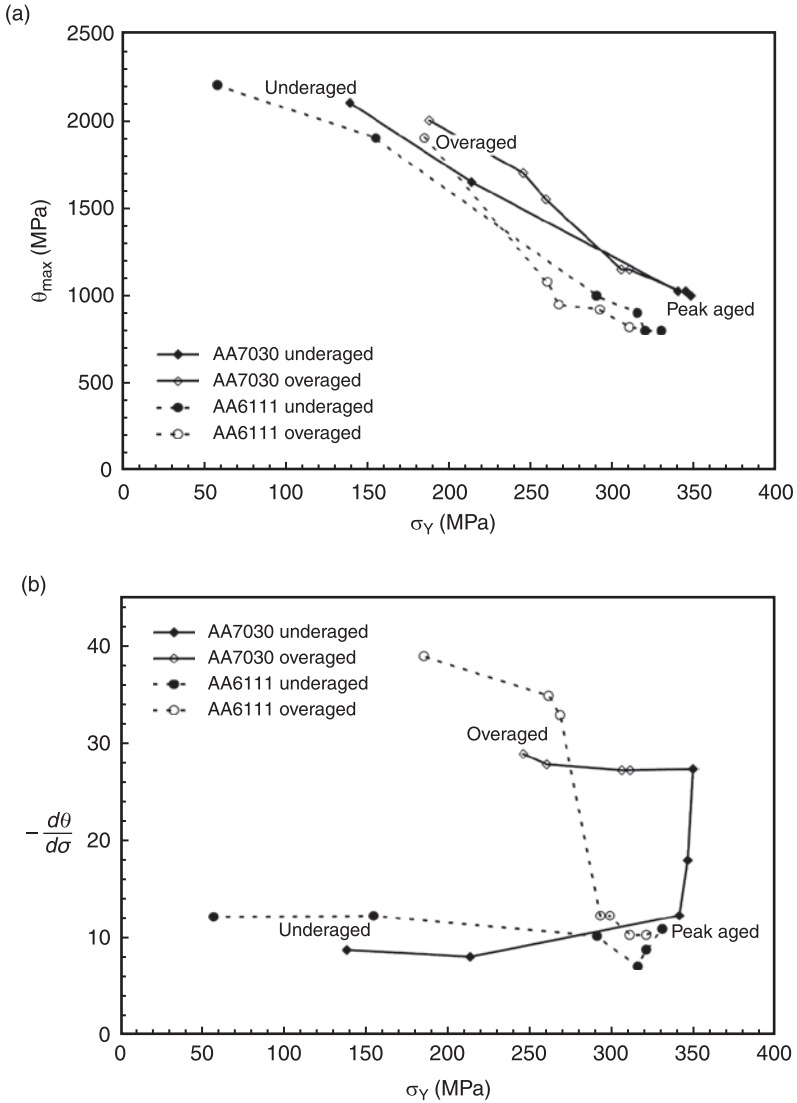 (a)
2500
2000
1500
1000
500
0
θmax (MPa)
Underaged
Overaged
Peak aged
AA7030 underaged
AA7030 overaged
AA6111 underaged
AA6111 overaged
0 50 100 150 200 250 300 350 400
σY (MPa)
(b)
40
30
20
10
0
− dθ
dσ
AA7030 underaged
AA7030 overaged
AA6111 underaged
AA6111 overaged
Overaged
Underaged
Peak aged
0 50 100 150 200 250 300 350 400
σY (MPa)